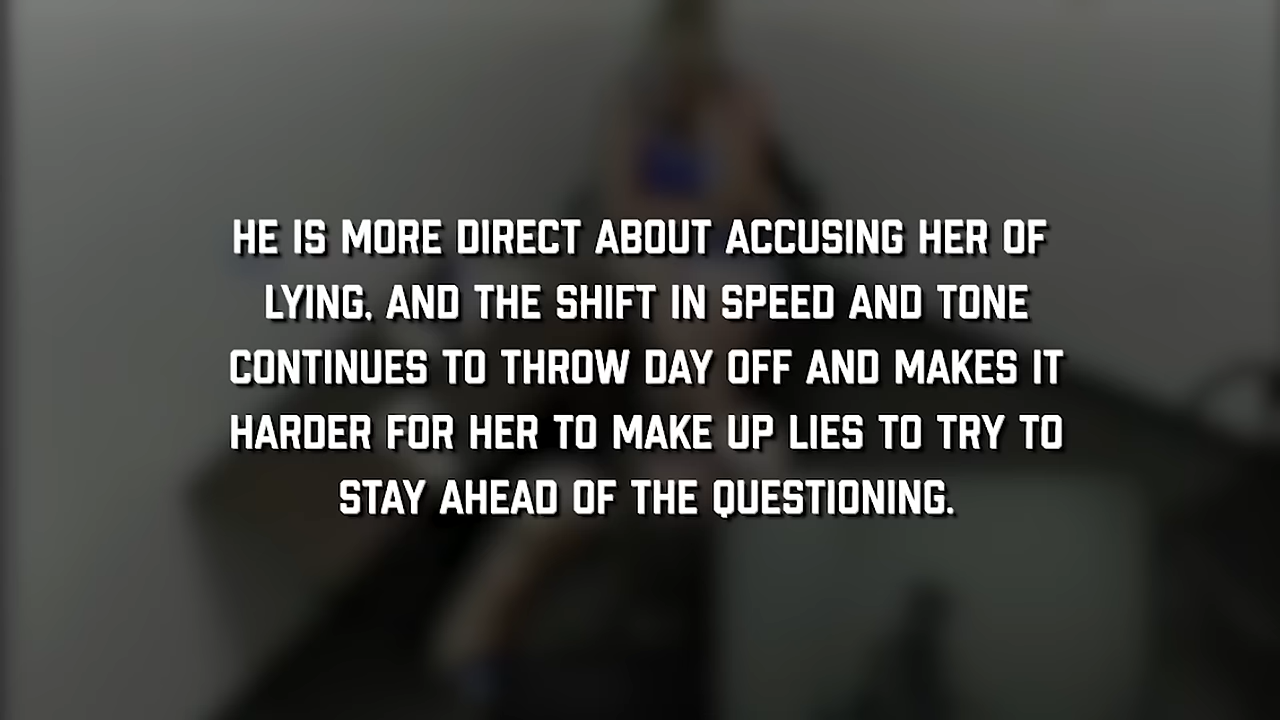 HE IS MORE DIRECT ABOUT ACCUSING HER OF
LYING, AND THE SHIFT IN SPEED AND TONE
CONTINUES TO THROW DAY OFF AND MAKES IT
HARDER FOR HER TO MAKE UP LIES TO TRY TO
STAY AHEAD OF THE QUESTIONING.